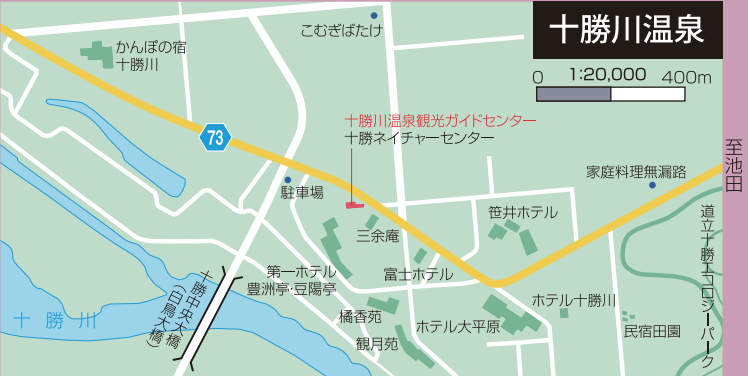 十勝川温泉
こむぎばたけ
かんぽの宿
十勝川
0
1:20,000
400m
73
十勝川温泉観光ガイドセンター
十勝ネイチャーセンター
至池田
家庭料理無漏路
駐車場
笹井ホテル
道立十勝エコロジーパーク
三余庵
第一ホテル
豊洲亭・豆陽亭
富士ホテル
十勝中央大橋
(白鳥大橋)
ホテル十勝川
橘香苑
ホテル大平原
十勝川
民宿田園
観月苑